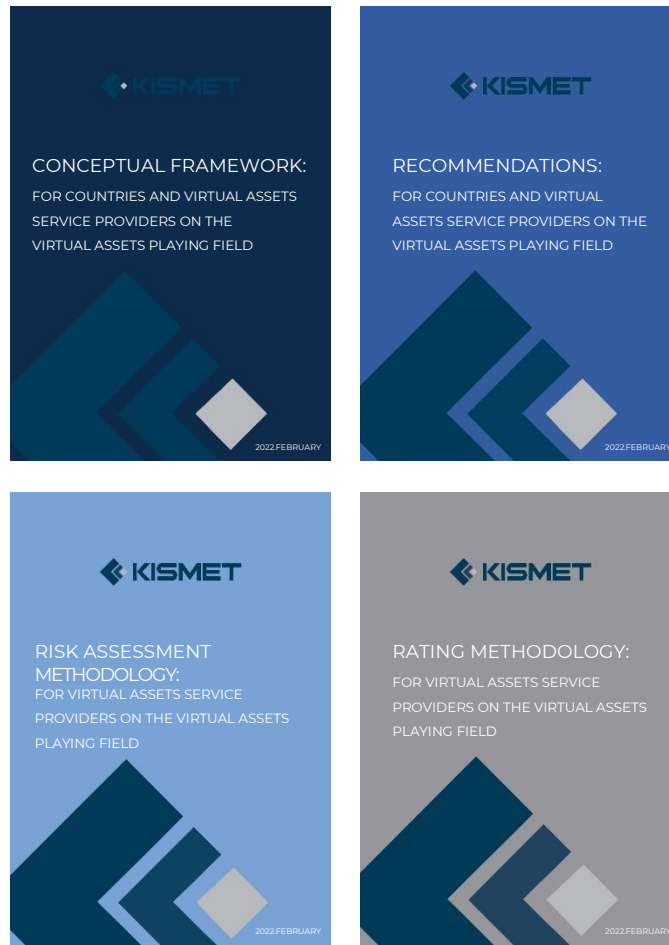 KISMET
CONCEPTUAL FRAMEWORK:
FOR COUNTRIES AND VIRTUAL ASSETS
SERVICE PROVIDERS ON THE
VIRTUAL ASSETS PLAYING FIELD
2022.FEBRUARY
KISMET
RECOMMENDATIONS:
FOR COUNTRIES AND VIRTUAL
ASSETS SERVICE PROVIDERS ON THE
VIRTUAL ASSETS PLAYING FIELD
2022.FEBRUARY
KISMET
RISK ASSESSMENT
METHODOLOGY:
FOR VIRTUAL ASSETS SERVICE
PROVIDERS ON THE VIRTUAL ASSETS
PLAYING FIELD
2022.FEBRUARY
KISMET
RATING METHODOLOGY:
FOR VIRTUAL ASSETS SERVICE
PROVIDERS ON THE VIRTUAL ASSETS
PLAYING FIELD
2022.FEBRUARY